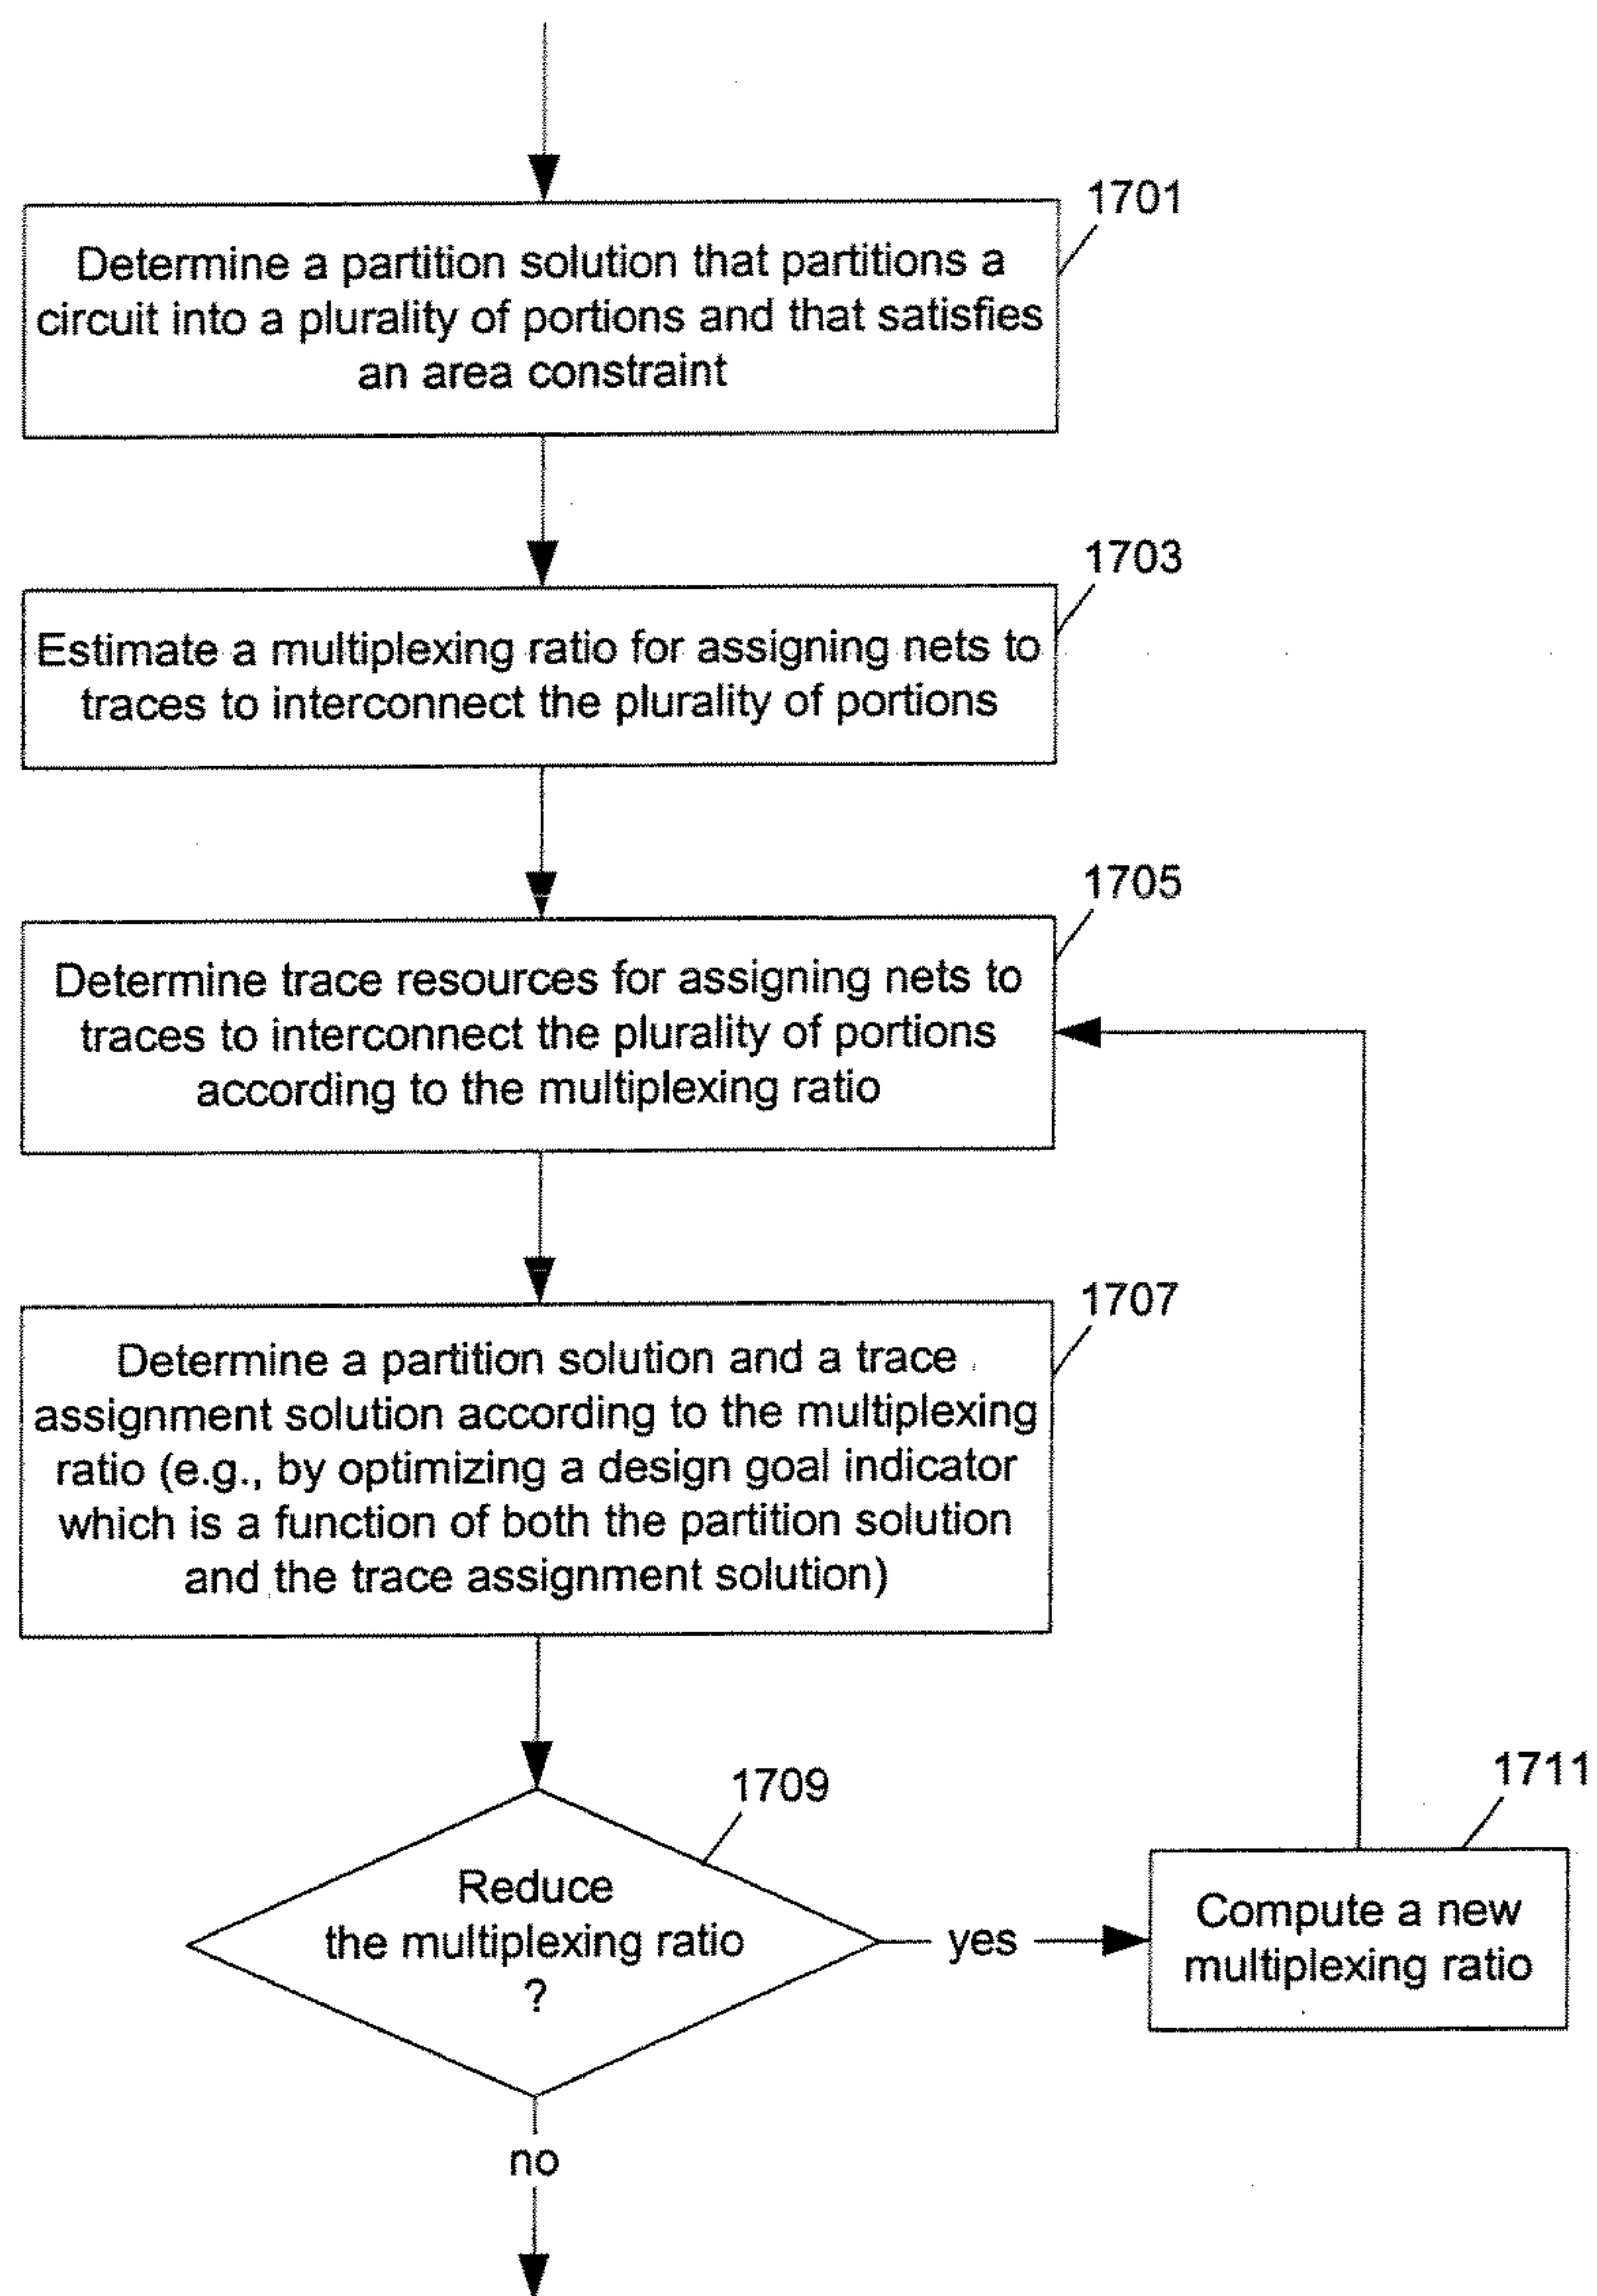 1701
Determine a partition solution that partitions a
circuit into a plurality of portions and that satisfies
an area constraint
1703
Estimate a multiplexing ratio for assigning nets to
traces to interconnect the plurality of portions
1705
Determine trace resources for assigning nets to
traces to interconnect the plurality of portions
according to the multiplexing ratio
1707
Determine a partition solution and a trace
assignment solution according to the multiplexing
ratio (e.g., by optimizing a design goal indicator
which is a function of both the partition solution
and the trace assignment solution)
1709
Reduce
the multiplexing ratio
?
yes
1711
Compute a new
multiplexing ratio
no